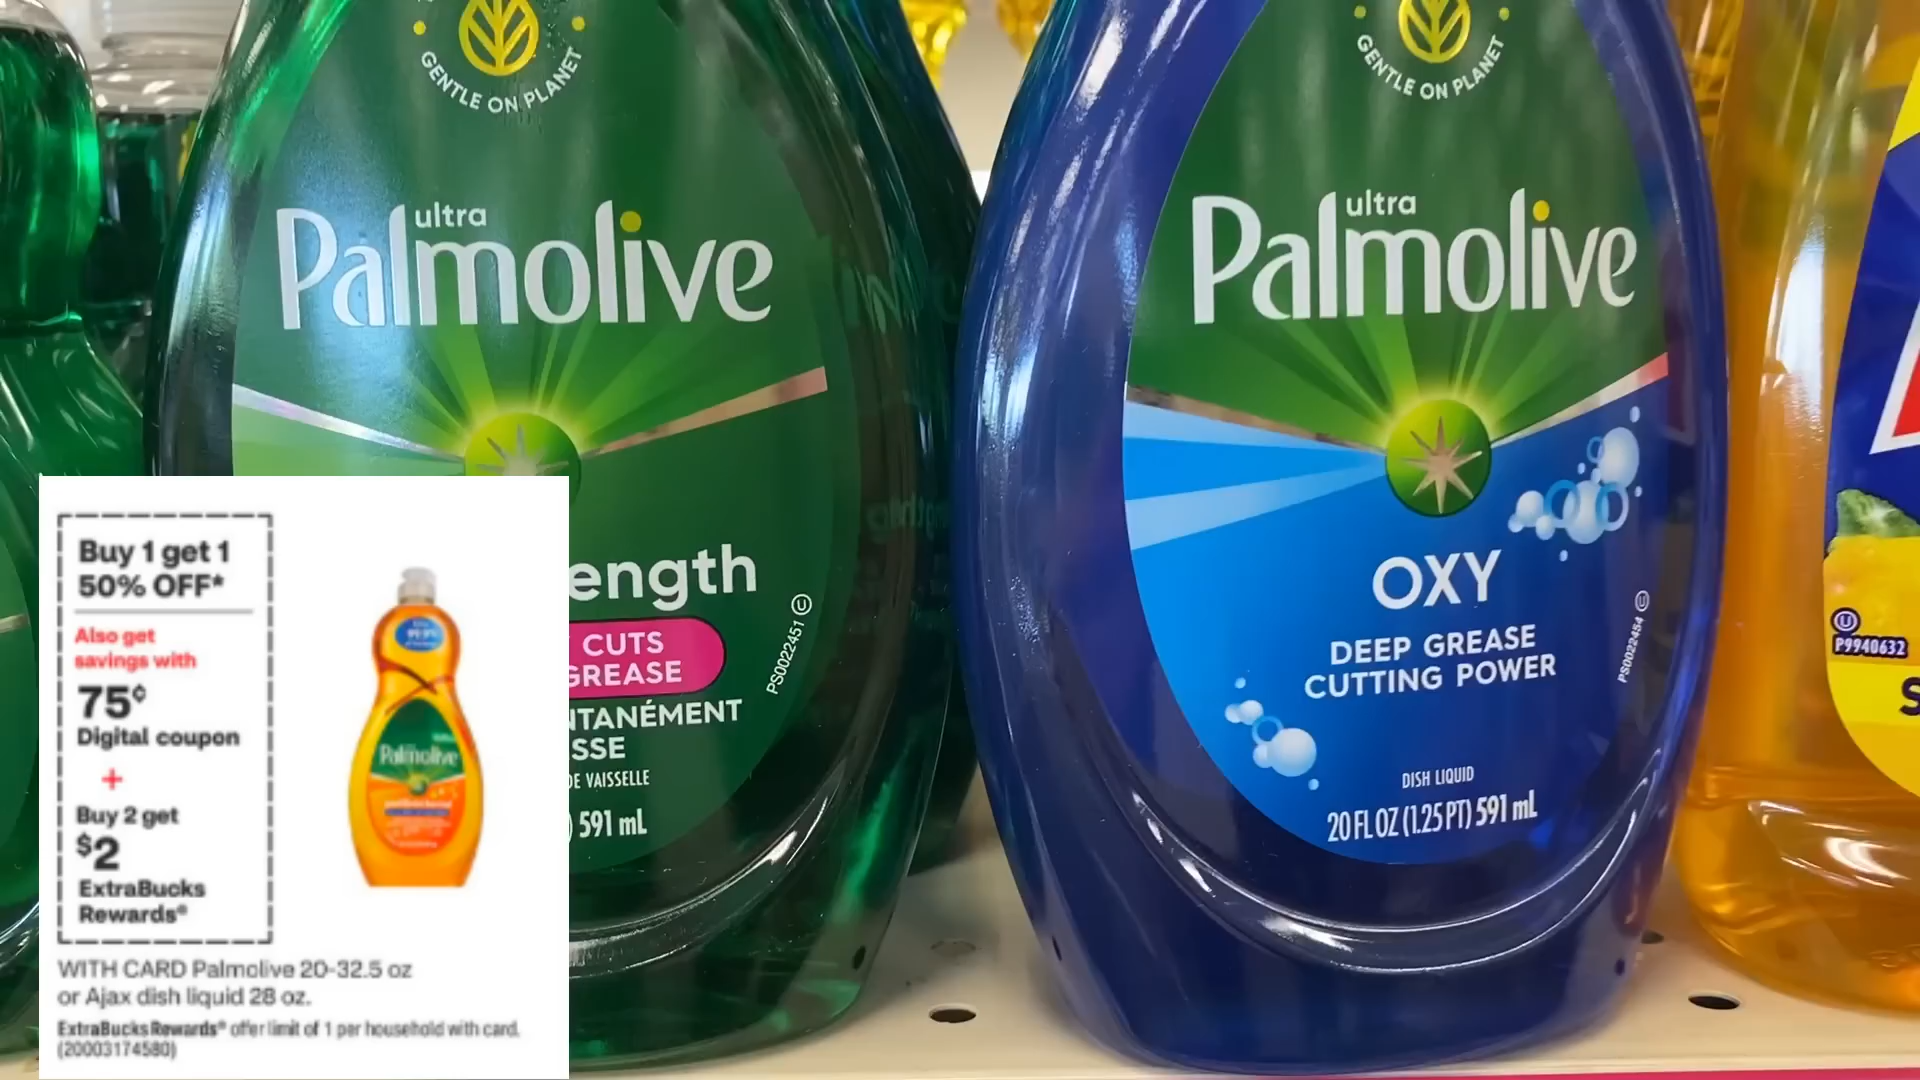 GENTLE ON PLANET
ultra
Palmolive
ength
CUTS
GREASE
NTANÉMENT
SSE
DE VAISSELLE
) 591 mL
PS0022451 U
GENTLE ON PLANET
ultra
Palmolive
OXY
DEEP GREASE
CUTTING POWER
DISH LIQUID
20 FL OZ (1.25 PT) 591 mL
PS0022454 U
U
P9940632
S
Buy 1 get 1
50% OFF*
Also get
savings with
75¢
Digital coupon
+
Buy 2 get
$2
ExtraBucks
Rewards®
Palmolive
WITH CARD Palmolive 20-32.5 oz
or Ajax dish liquid 28 oz.
ExtraBucks Rewards® offer limit of 1 per household with card.
(20003174580)